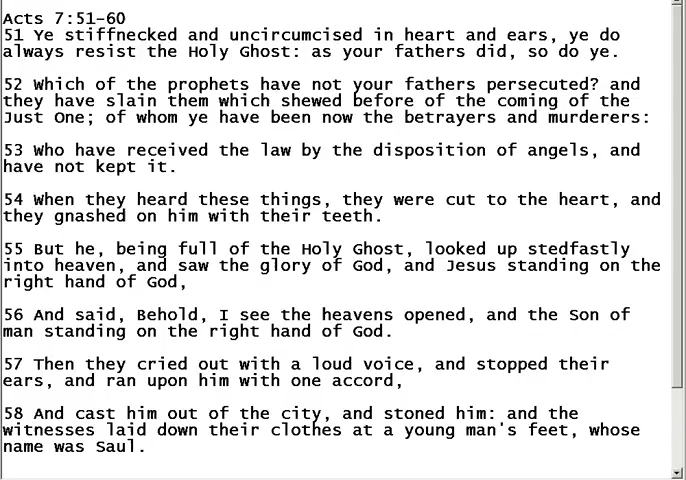 Acts 7:51-60
51 Ye stiffnecked and uncircumcised in heart and ears, ye do
always resist the Holy Ghost: as your fathers did, so do ye.
52 Which of the prophets have not your fathers persecuted? and
they have slain them which shewed before of the coming of the
Just One; of whom ye have been now the betrayers and murderers:
53 Who have received the law by the disposition of angels, and
have not kept it.
54 When they heard these things, they were cut to the heart, and
they gnashed on him with their teeth.
55 But he, being full of the Holy Ghost, looked up stedfastly
into heaven, and saw the glory of God, and Jesus standing on the
right hand of God,
56 And said, Behold, I see the heavens opened, and the Son of
man standing on the right hand of God.
57 Then they cried out with a loud voice, and stopped their
ears, and ran upon him with one accord,
58 And cast him out of the city, and stoned him: and the
witnesses laid down their clothes at a young man's feet, whose
name was Saul.